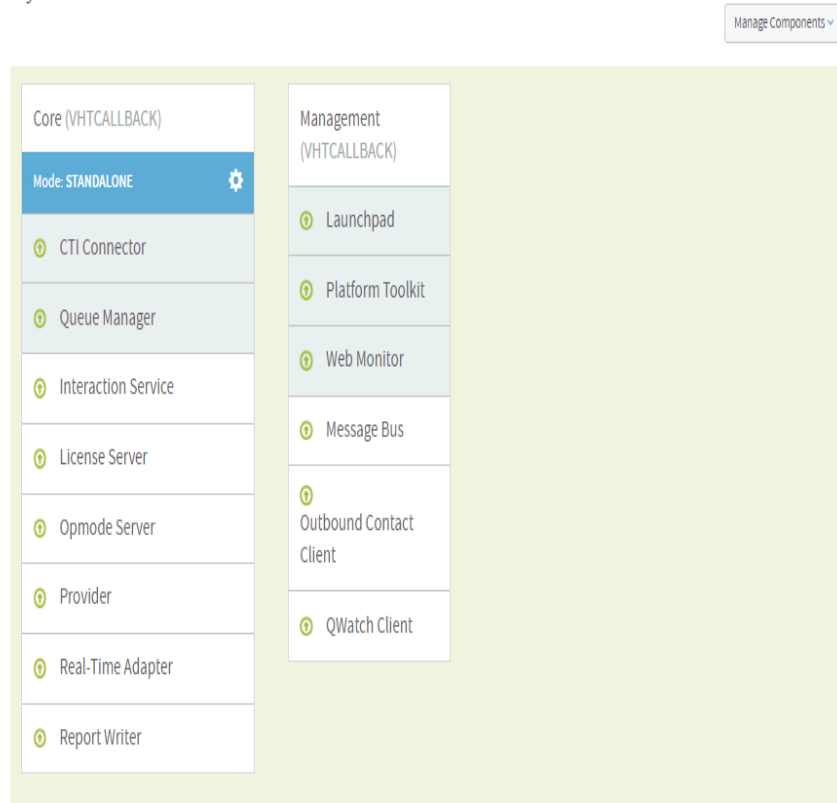 Manage Components
Core (VHTCALLBACK)
Mode: STANDALONE
CTI Connector
Queue Manager
Interaction Service
License Server
Opmode Server
Provider
Real-Time Adapter
Report Writer
Management
(VHTCALLBACK)
Launchpad
Platform Toolkit
Web Monitor
Message Bus
Outbound Contact
Client
QWatch Client